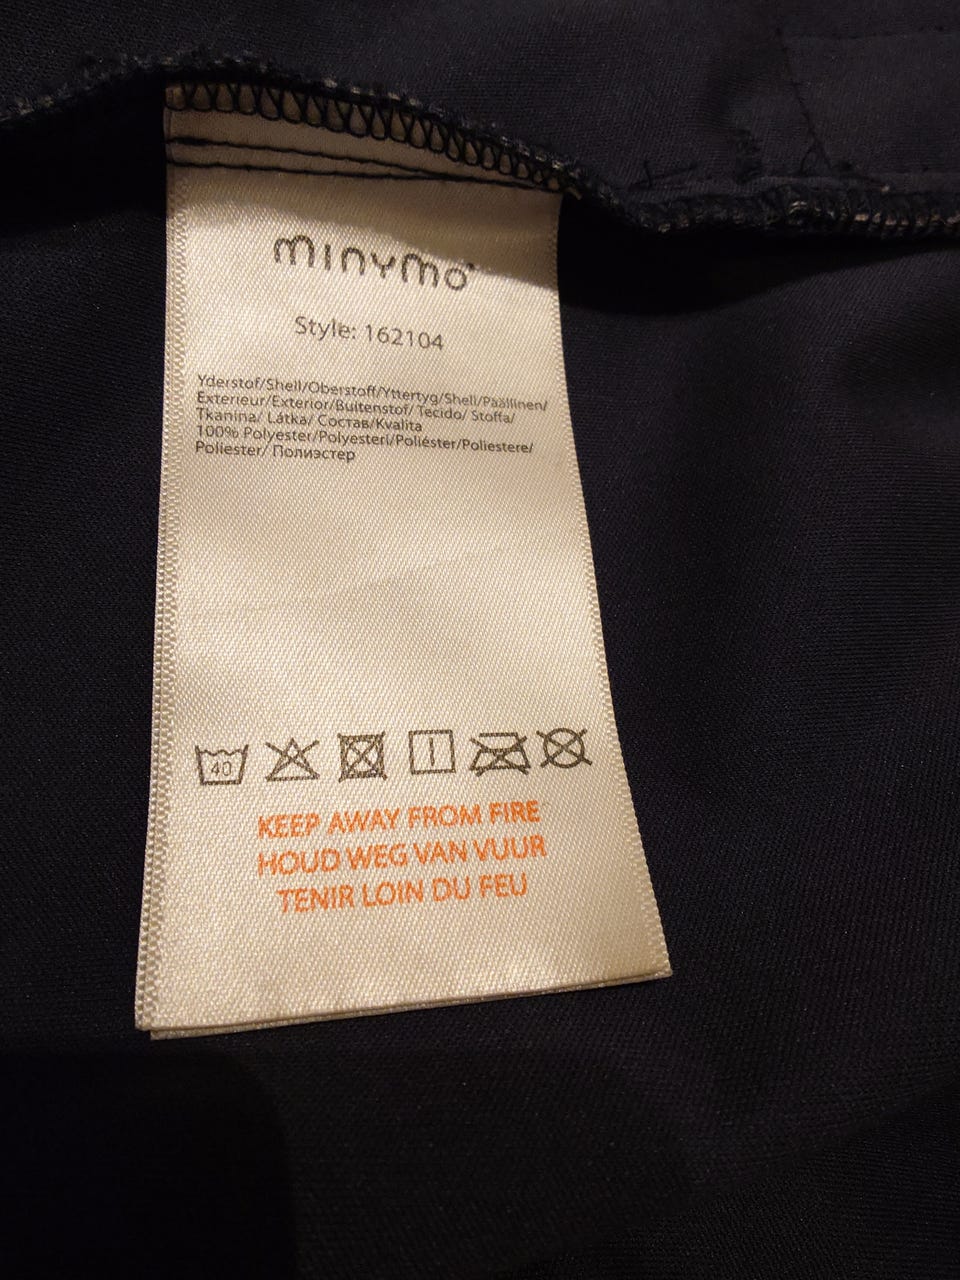 minymo
Style: 162104
Yderstof/Shell/Oberstoff/Yttertyg/Shell/Päällinen/
Exterieur/Exterior/Buitenstof/ Tecido/ Stoffa/
Tkanina/ Látka/ Состав/Kvalita
100% Polyester/Polyesteri/Poliéster/Poliestere/
Poliester/ Полиэстер
40
KEEP AWAY FROM FIRE
HOUD WEG VAN VUUR
TENIR LOIN DU FEU